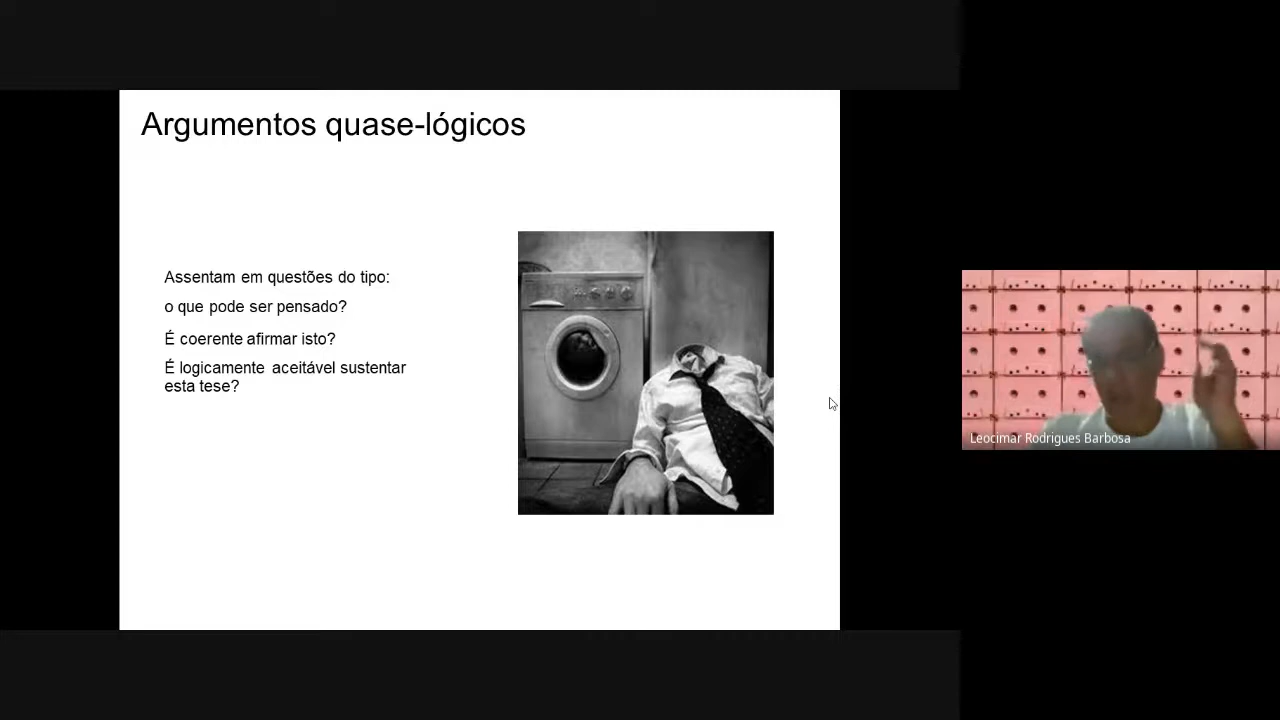 Argumentos quase-lógicos
Assentam em questões do tipo:
o que pode ser pensado?
É coerente afirmar isto?
É logicamente aceitável sustentar
esta tese?
Leocimar Rodrigues Barbosa